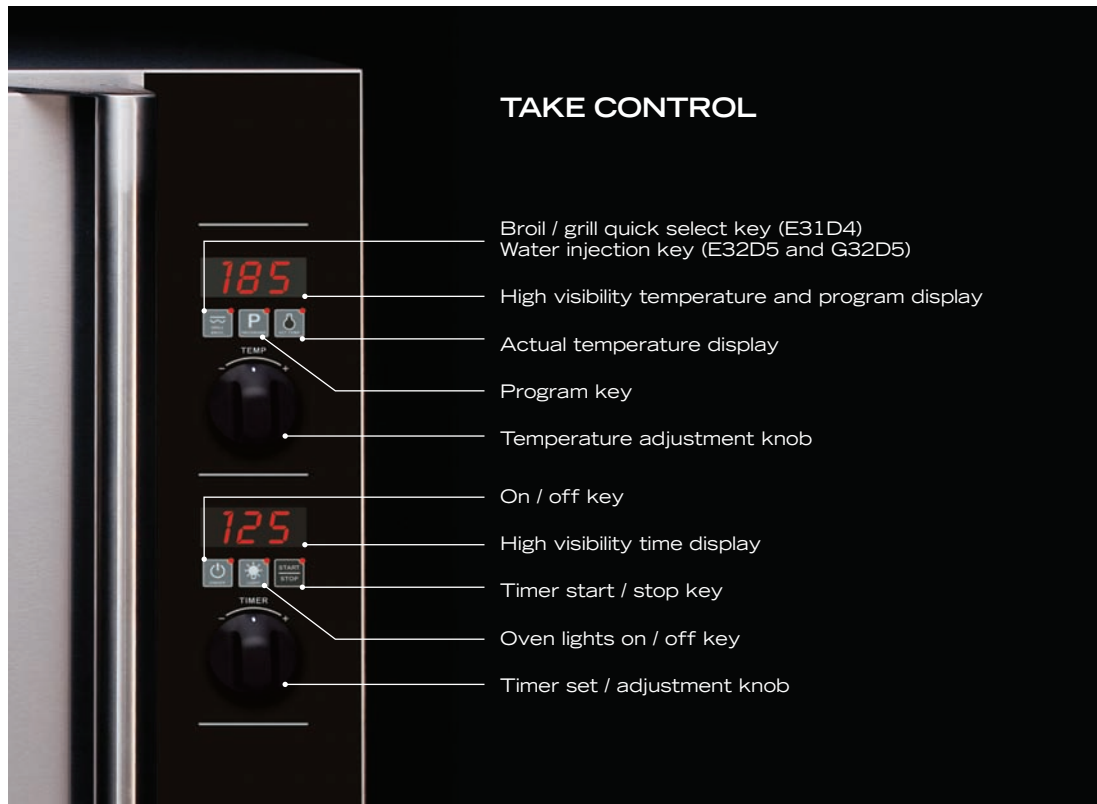 TAKE CONTROL
Broil / grill quick select key (E31D4)
Water injection key (E32D5 and G32D5)
185
High visibility temperature and program display
P
Actual temperature display
TEMP
- +
Program key
Temperature adjustment knob
On / off key
125
High visibility time display
START
STOP
Timer start / stop key
TIMER
- +
Oven lights on / off key
Timer set / adjustment knob